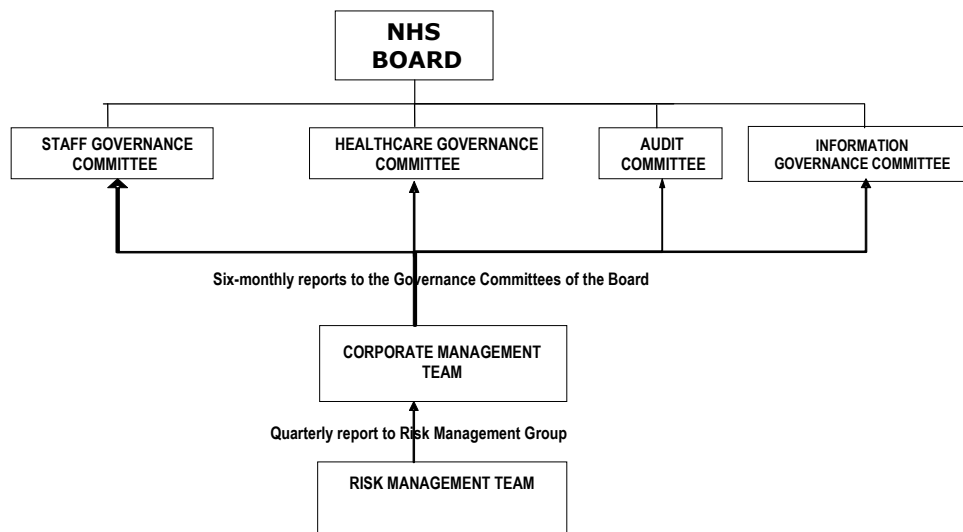 NHS
BOARD
STAFF GOVERNANCE
COMMITTEE
HEALTHCARE GOVERNANCE
COMMITTEE
AUDIT
COMMITTEE
INFORMATION
GOVERNANCE COMMITTEE
Six-monthly reports to the Governance Committees of the Board
CORPORATE MANAGEMENT
TEAM
Quarterly report to Risk Management Group
RISK MANAGEMENT TEAM